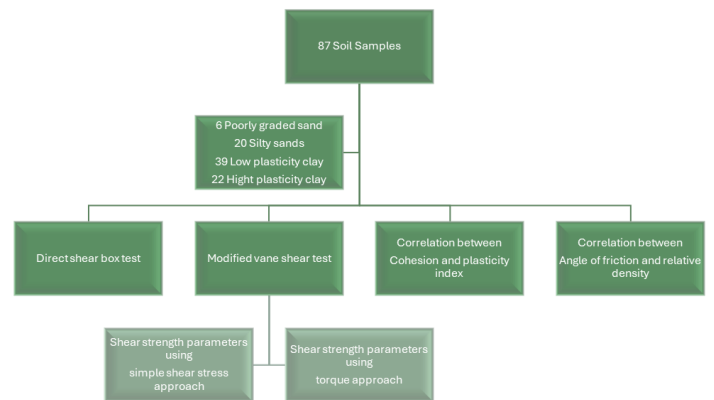 87 Soil Samples
6 Poorly graded sand
20 Silty sands
39 Low plasticity clay
22 Hight plasticity clay
Direct shear box test
Modified vane shear test
Correlation between
Cohesion and plasticity
index
Correlation between
Angle of friction and relative
density
Shear strength parameters
using
simple shear stress
approach
Shear strength parameters
using
torque approach